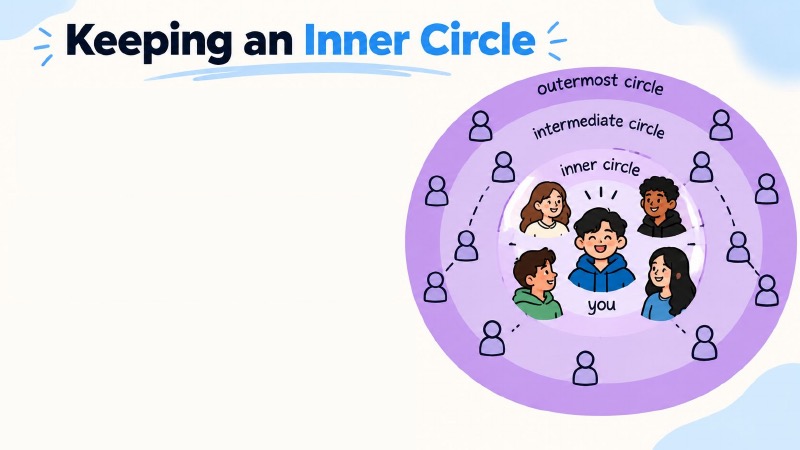 Keeping an Inner Circle
outermost circle
intermediate circle
inner circle
you